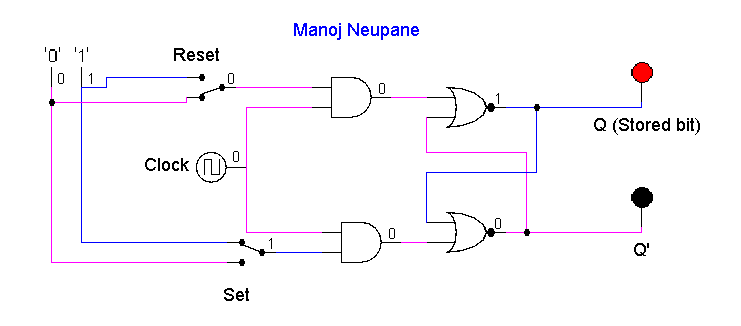 Manoj Neupane
'0' '1'
Reset
0 1 0 0 1
Q (Stored bit)
Clock 0
1 0 0
Q'
Set